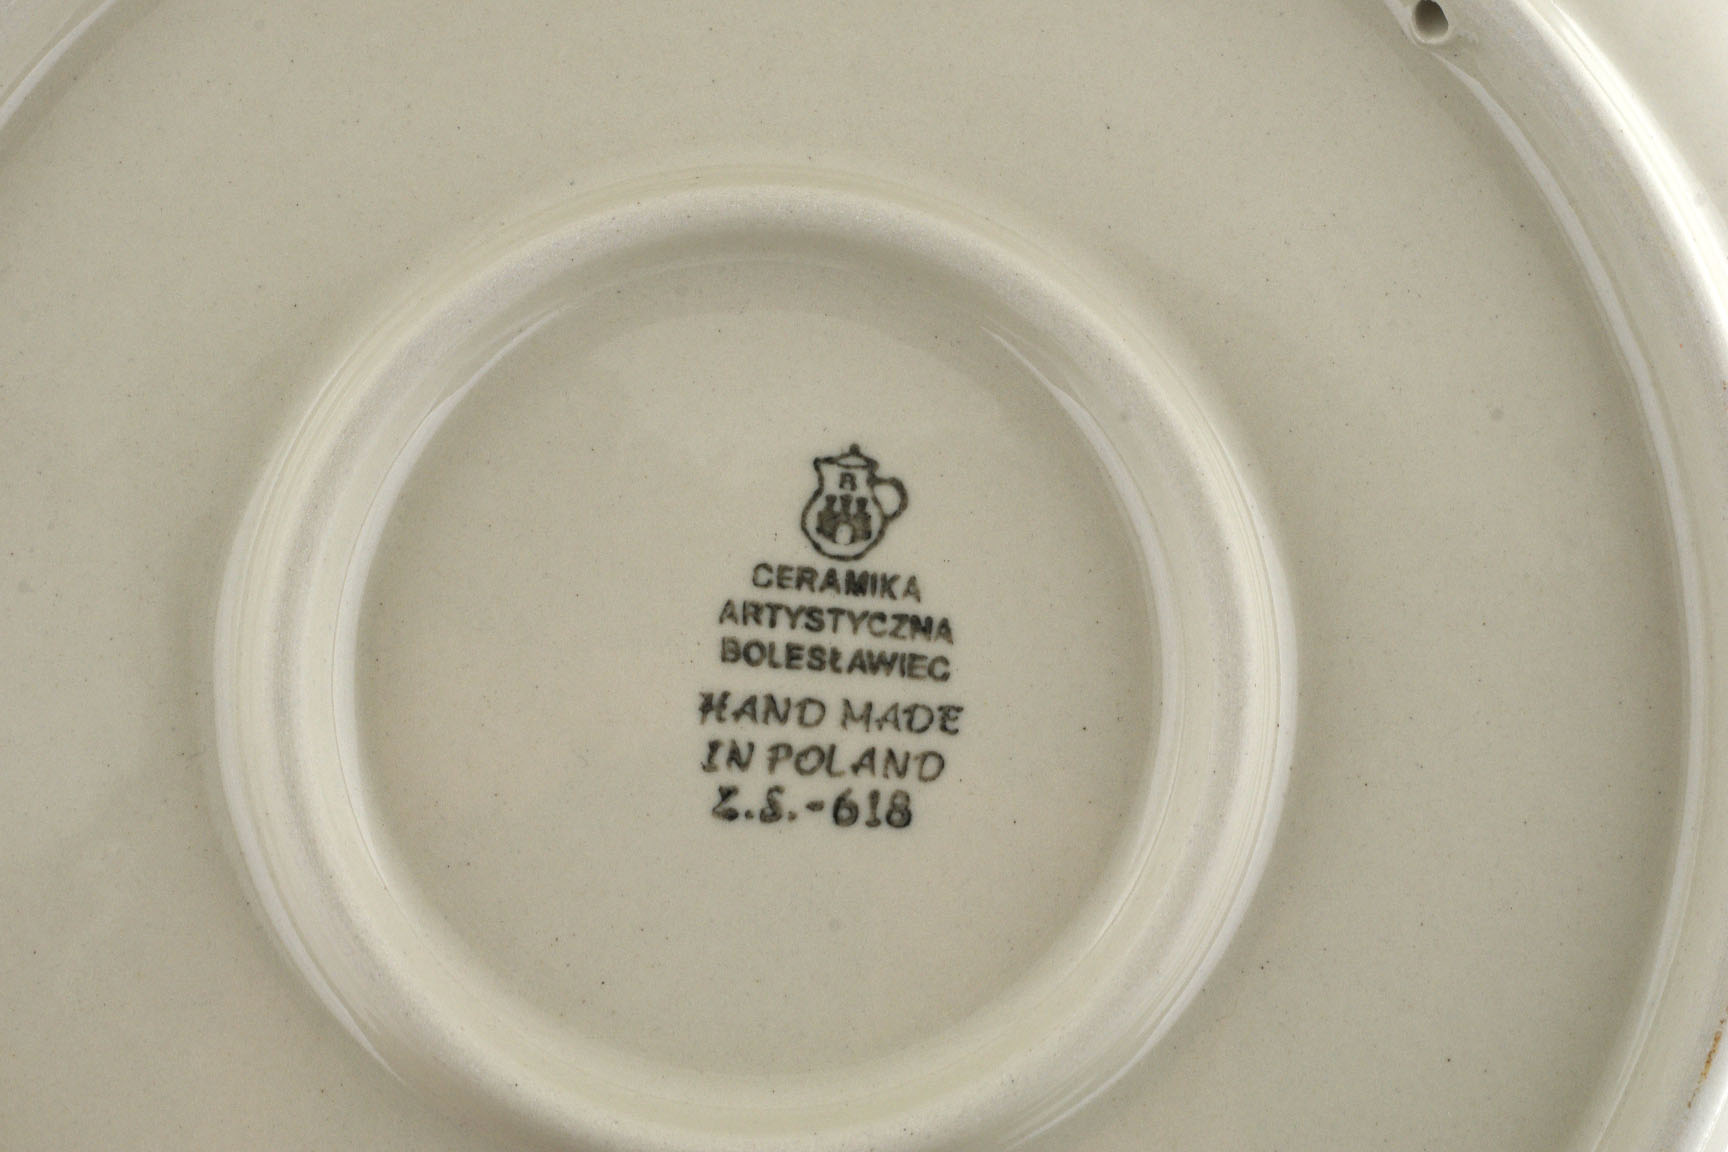 B
CERAMIKA
ARTYSTYCZNA
BOLESŁAWIEC
HAND MADE
IN POLAND
Z.S.-618